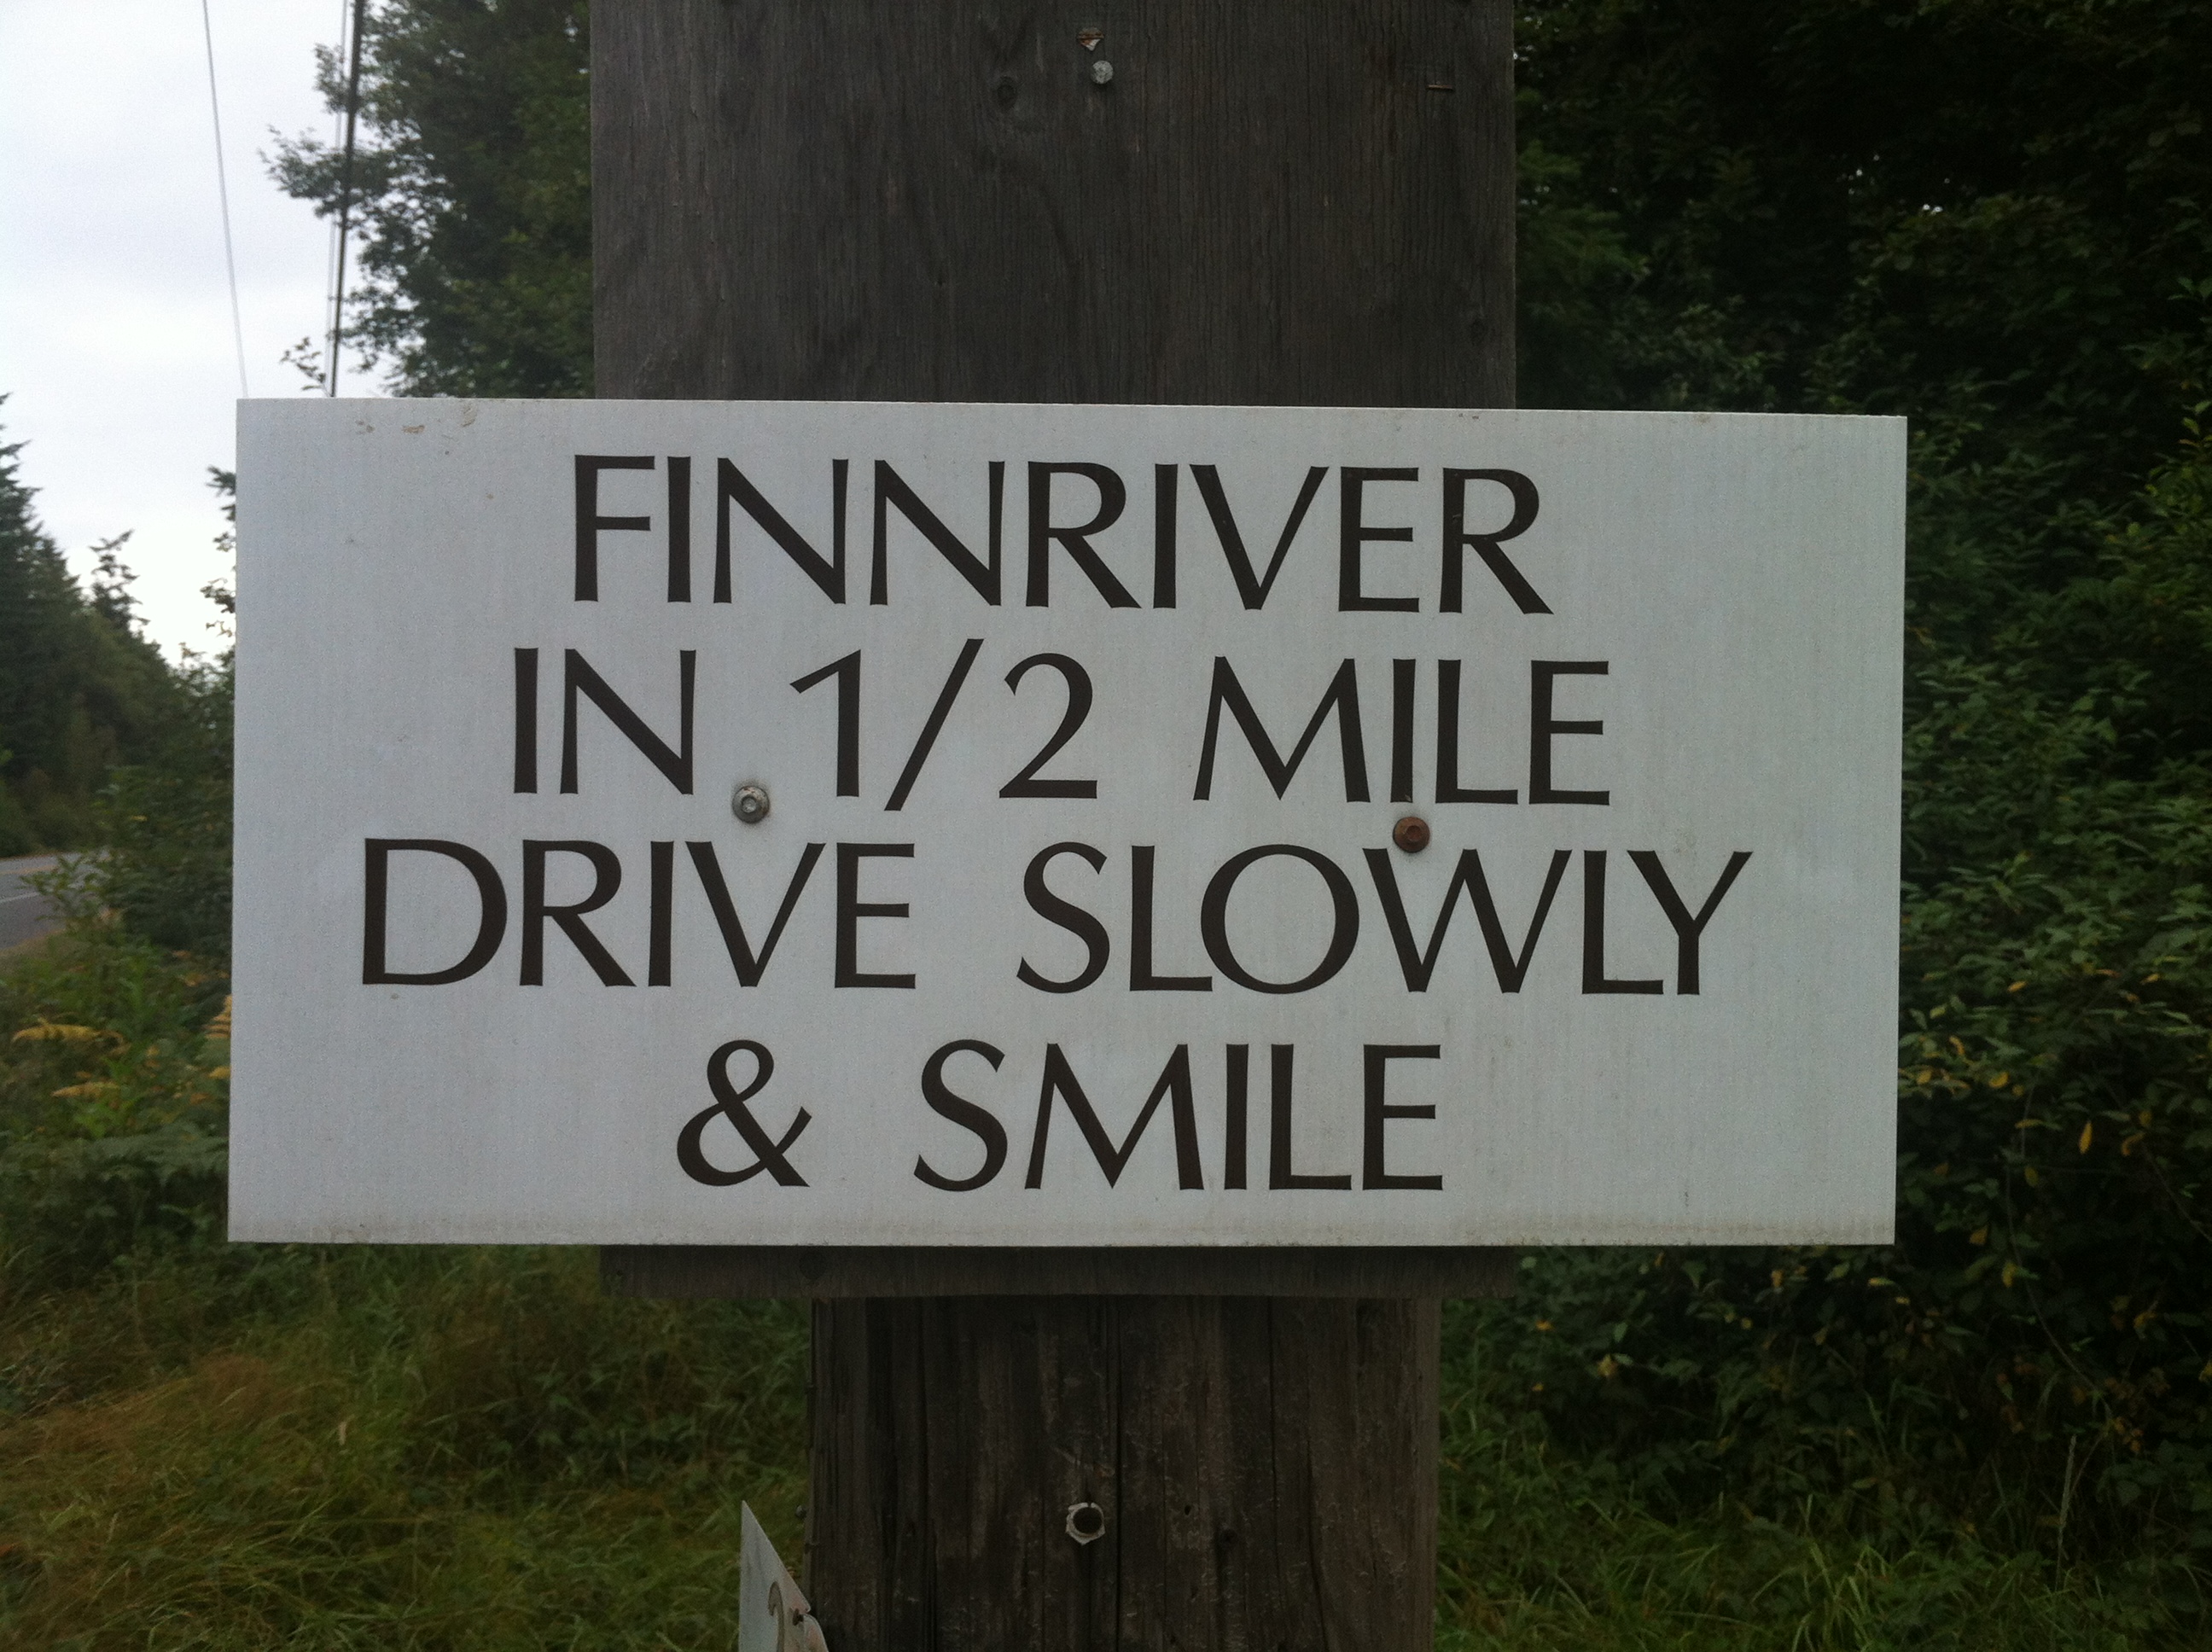 FINNRIVER
IN 1/2 MILE
DRIVE SLOWLY
& SMILE